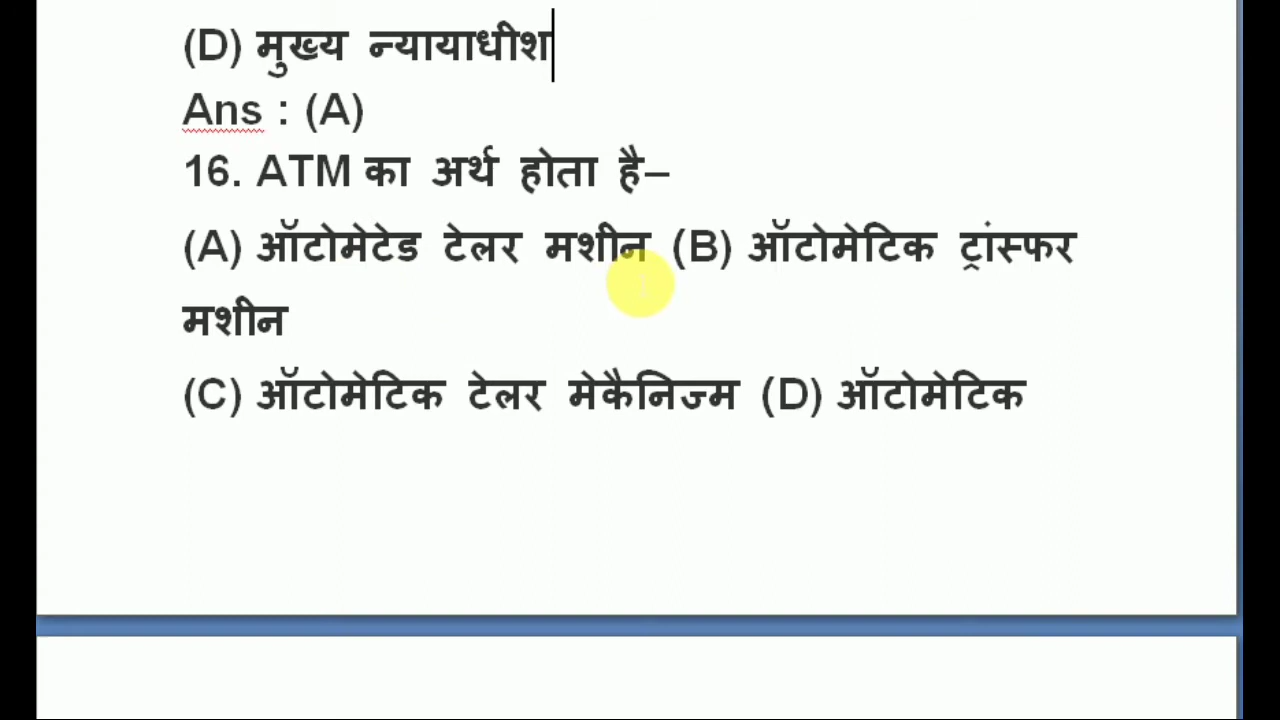 (D) मुख्य न्यायाधीश
Ans : (A)
16. ATM का अर्थ होता है–
(A) ऑटोमेटेड टेलर मशीन (B) ऑटोमेटिक ट्रांस्फर
मशीन
(C) ऑटोमेटिक टेलर मेकैनिज्म (D) ऑटोमेटिक